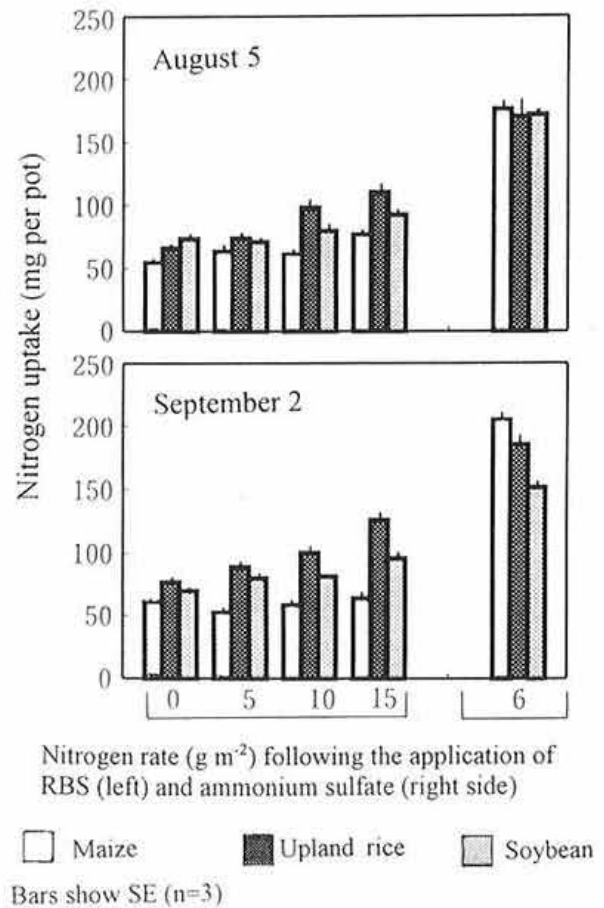 Nitrogen uptake (mg per pot)
250
200
150
100
50
0
August 5
250
200
150
100
50
0
September 2
0 5 10 15 6
Nitrogen rate (g m⁻²) following the application of
RBS (left) and ammonium sulfate (right side)
Maize Upland rice Soybean
Bars show SE (n=3)